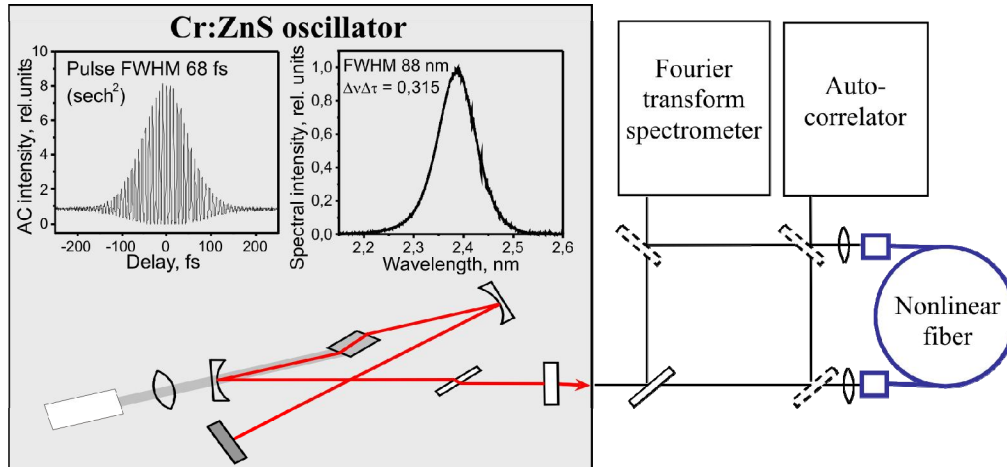 Cr:ZnS oscillator
Pulse FWHM 68 fs
(sech²)
AC intensity, rel. units
10
8
6
4
2
0
-200
-100
0
100
200
Delay, fs
FWHM 88 nm
ΔνΔτ = 0,315
Spectral intensity, rel. units
1,0
0,8
0,6
0,4
0,2
0,0
2,2
2,3
2,4
2,5
2,6
Wavelength, nm
Fourier
transform
spectrometer
Auto-
correlator
Nonlinear
fiber